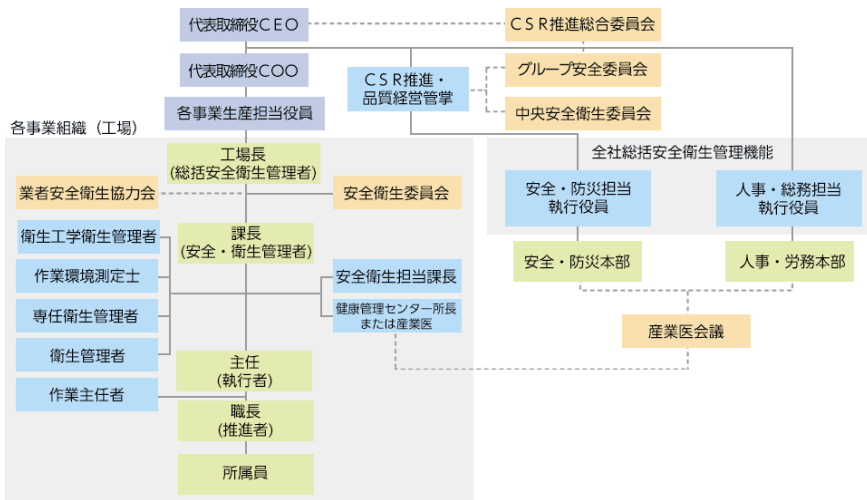 代表取締役ＣＥＯ
ＣＳＲ推進総合委員会
代表取締役ＣＯＯ
ＣＳＲ推進・
品質経営管掌
グループ安全委員会
中央安全衛生委員会
各事業生産担当役員
各事業組織（工場）
工場長
(総括安全衛生管理者)
全社総括安全衛生管理機能
業者安全衛生協力会
安全衛生委員会
安全・防災担当
執行役員
人事・総務担当
執行役員
衛生工学衛生管理者
課長
(安全・衛生管理者)
安全・防災本部
人事・労務本部
作業環境測定士
安全衛生担当課長
専任衛生管理者
健康管理センター所長
または産業医
産業医会議
衛生管理者
主任
(執行者)
作業主任者
職長
(推進者)
所属員